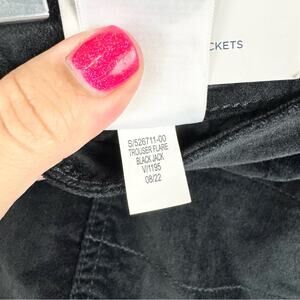 CKETS
S/526711-00
TROUSER FLARE
BLACK JACK
V/1195
08/22